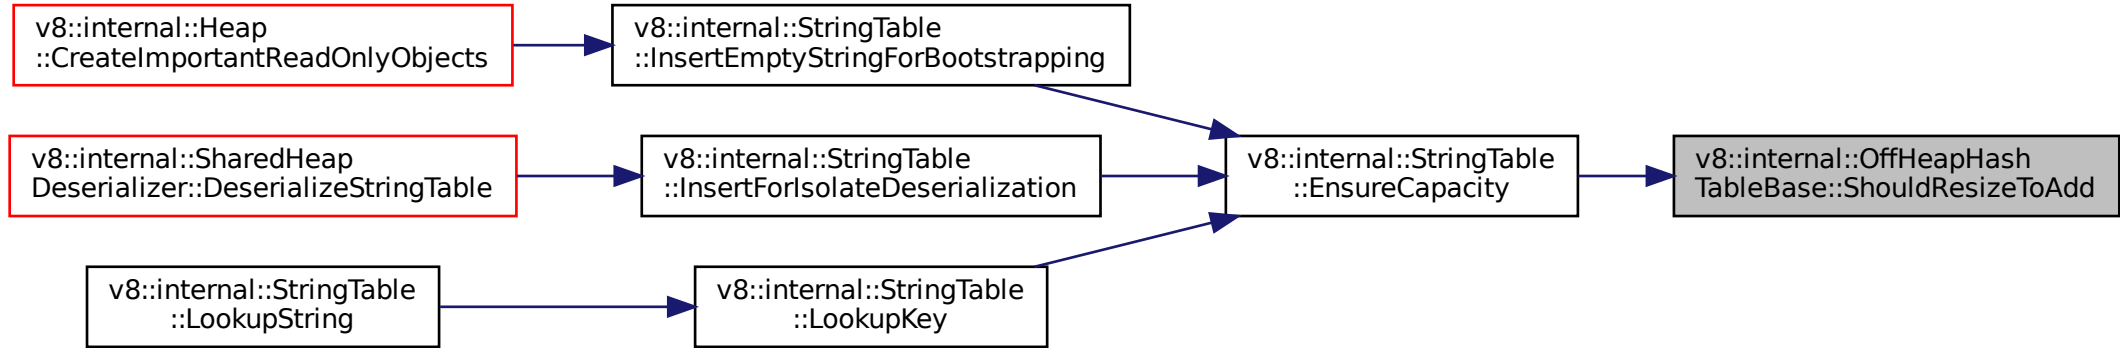 v8::internal::Heap
::CreateImportantReadOnlyObjects
v8::internal::StringTable
::InsertEmptyStringForBootstrapping
v8::internal::SharedHeap
Deserializer::DeserializeStringTable
v8::internal::StringTable
::InsertForIsolateDeserialization
v8::internal::StringTable
::EnsureCapacity
v8::internal::OffHeapHash
TableBase::ShouldResizeToAdd
v8::internal::StringTable
::LookupString
v8::internal::StringTable
::LookupKey